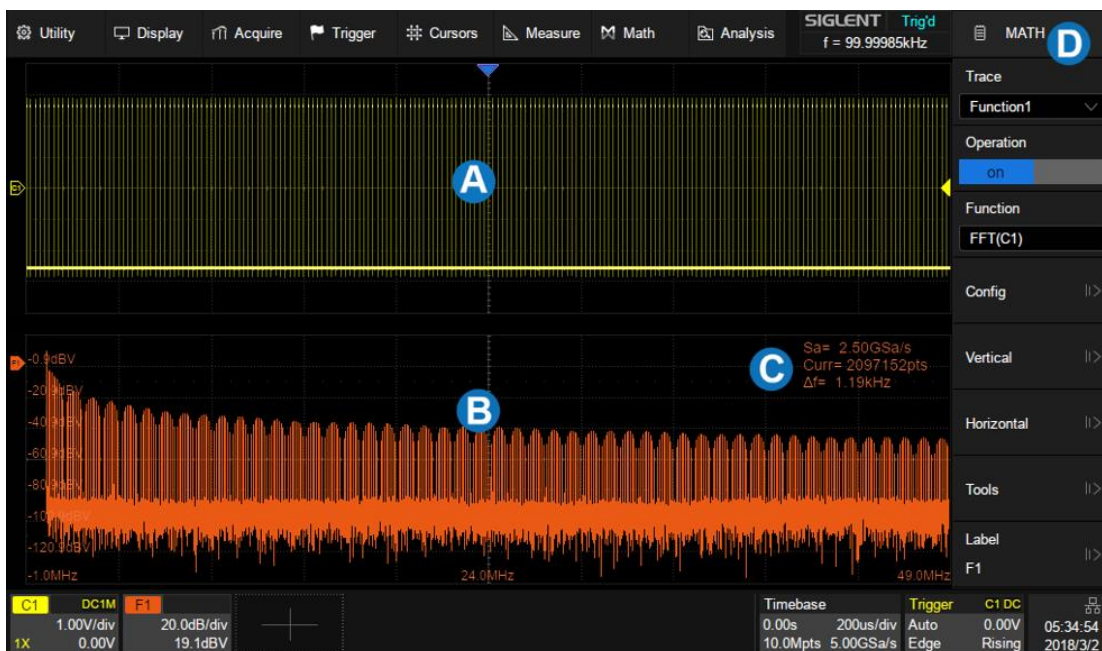 Utility Display Acquire Trigger Cursors Measure Math Analysis SIGLENT Trig'd MATH D
f = 99.99985kHz
Trace
Function1
Operation
on
Function
FFT(C1)
Config
Vertical
Horizontal
Tools
Label
F1
C1
A
F1
-0.9dBV
-20.9dBV
-40.9dBV
-60.9dBV
-80.9dBV
-100.9dBV
-120.9dBV
B
C
Sa= 2.50GSa/s
Curr= 2097152pts
Δf= 1.19kHz
-1.0MHz 24.0MHz 49.0MHz
C1 DC1M F1 Timebase Trigger C1 DC
1.00V/div 20.0dB/div 0.00s 200us/div Auto 0.00V 05:34:54
1X 0.00V 19.1dBV 10.0Mpts 5.00GSa/s Edge Rising 2018/3/2